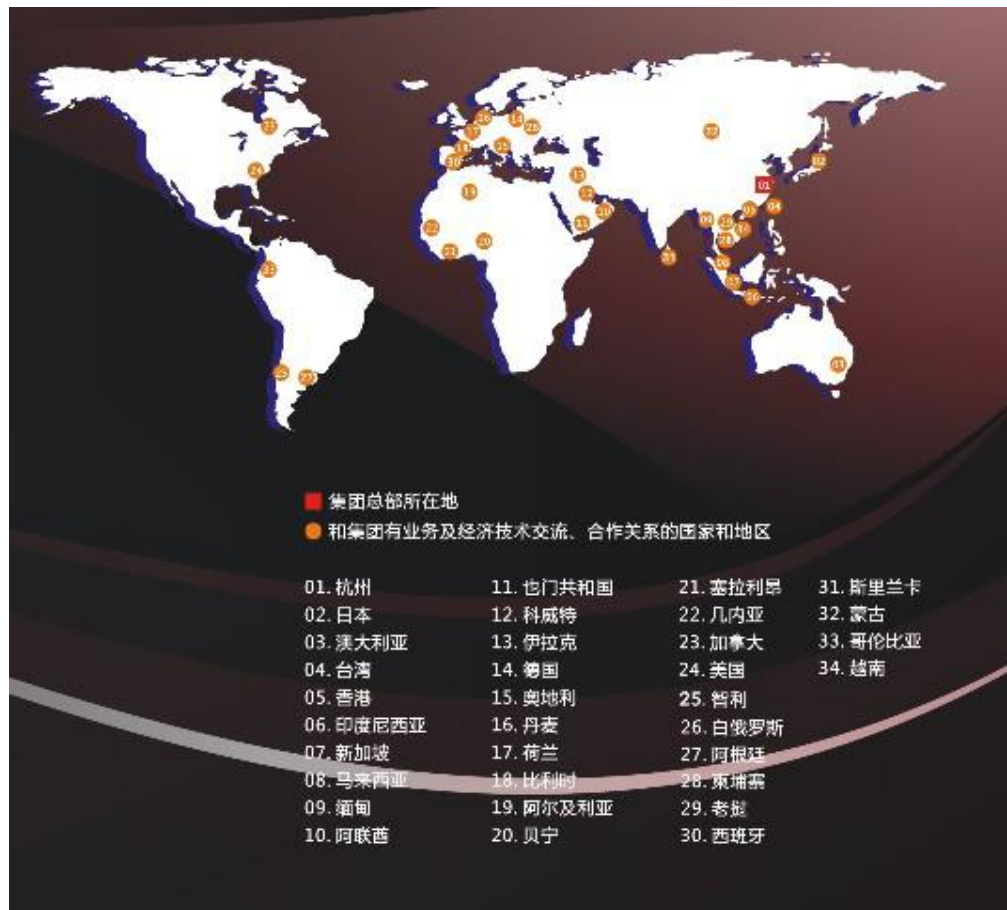 集团总部所在地
和集团有业务及经济技术交流、合作关系的国家和地区
01. 杭州
02. 日本
03. 澳大利亚
04. 台湾
05. 香港
06. 印度尼西亚
07. 新加坡
08. 马来西亚
09. 缅甸
10. 阿联酋
11. 也门共和国
12. 科威特
13. 伊拉克
14. 德国
15. 奥地利
16. 丹麦
17. 荷兰
18. 比利时
19. 阿尔及利亚
20. 贝宁
21. 塞拉利昂
22. 几内亚
23. 加拿大
24. 美国
25. 智利
26. 白俄罗斯
27. 阿根廷
28. 柬埔寨
29. 老挝
30. 西班牙
31. 斯里兰卡
32. 蒙古
33. 哥伦比亚
34. 越南